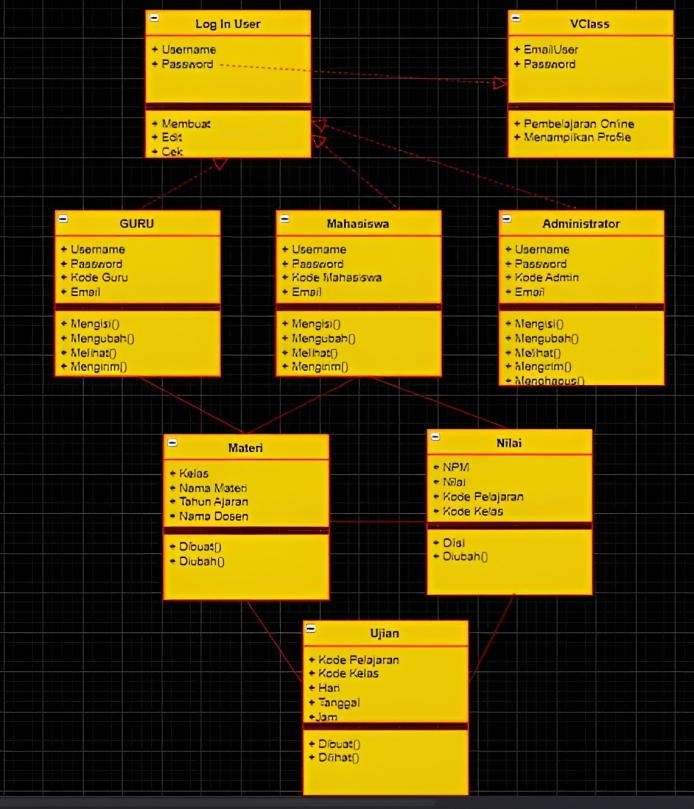 Log In User
+ Username
+ Password
+ Membuat
+ Edit
+ Cek
VClass
+ EmailUser
+ Password
+ Pembelajaran Online
+ Menampilkan Profile
GURU
+ Username
+ Password
+ Kode Guru
+ Email
+ Mengisi()
+ Mengubah()
+ Melihat()
+ Mengirim()
Mahasiswa
+ Username
+ Password
+ Kode Mahasiswa
+ Email
+ Mengisi()
+ Mengubah()
+ Melihat()
+ Mengirim()
Administrator
+ Username
+ Password
+ Kode Admin
+ Email
+ Mengisi()
+ Mengubah()
+ Melihat()
+ Mengirim()
+ Menghapus()
Materi
+ Kelas
+ Nama Materi
+ Tahun Ajaran
+ Nama Dosen
+ Dibuat()
+ Diubah()
Nilai
+ NPM
+ Nilai
+ Kode Pelajaran
+ Kode Kelas
+ Diisi
+ Diubah()
Ujian
+ Kode Pelajaran
+ Kode Kelas
+ Hari
+ Tanggal
+Jam
+ Dibuat()
+ Dilihat()